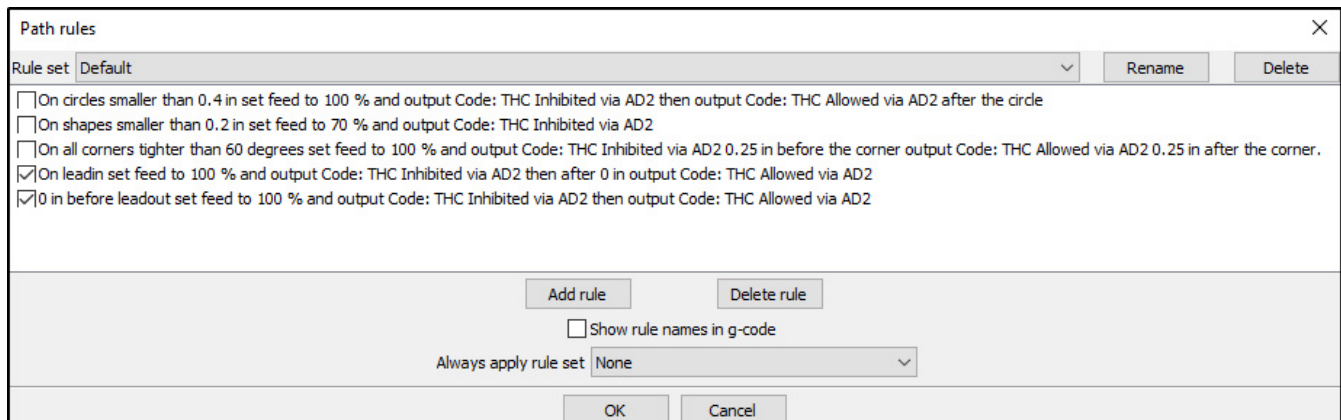 Path rules
Rule set Default Rename Delete
On circles smaller than 0.4 in set feed to 100 % and output Code: THC Inhibited via AD2 then output Code: THC Allowed via AD2 after the circle
On shapes smaller than 0.2 in set feed to 70 % and output Code: THC Inhibited via AD2
On all corners tighter than 60 degrees set feed to 100 % and output Code: THC Inhibited via AD2 0.25 in before the corner output Code: THC Allowed via AD2 0.25 in after the corner.
On leadin set feed to 100 % and output Code: THC Inhibited via AD2 then after 0 in output Code: THC Allowed via AD2
0 in before leadout set feed to 100 % and output Code: THC Inhibited via AD2 then output Code: THC Allowed via AD2
Add rule Delete rule
Show rule names in g-code
Always apply rule set None
OK Cancel